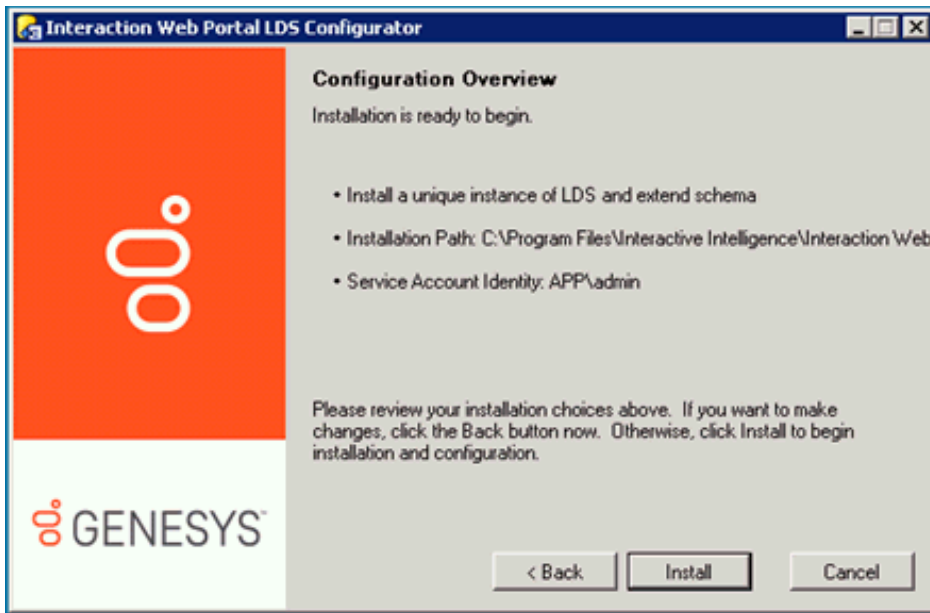 Interaction Web Portal LDS Configurator
Configuration Overview
Installation is ready to begin.
• Install a unique instance of LDS and extend schema
• Installation Path: C:\Program Files\Interactive Intelligence\Interaction Web
• Service Account Identity: APP\admin
Please review your installation choices above. If you want to make
changes, click the Back button now. Otherwise, click Install to begin
installation and configuration.
GENESYS™
< Back Install Cancel